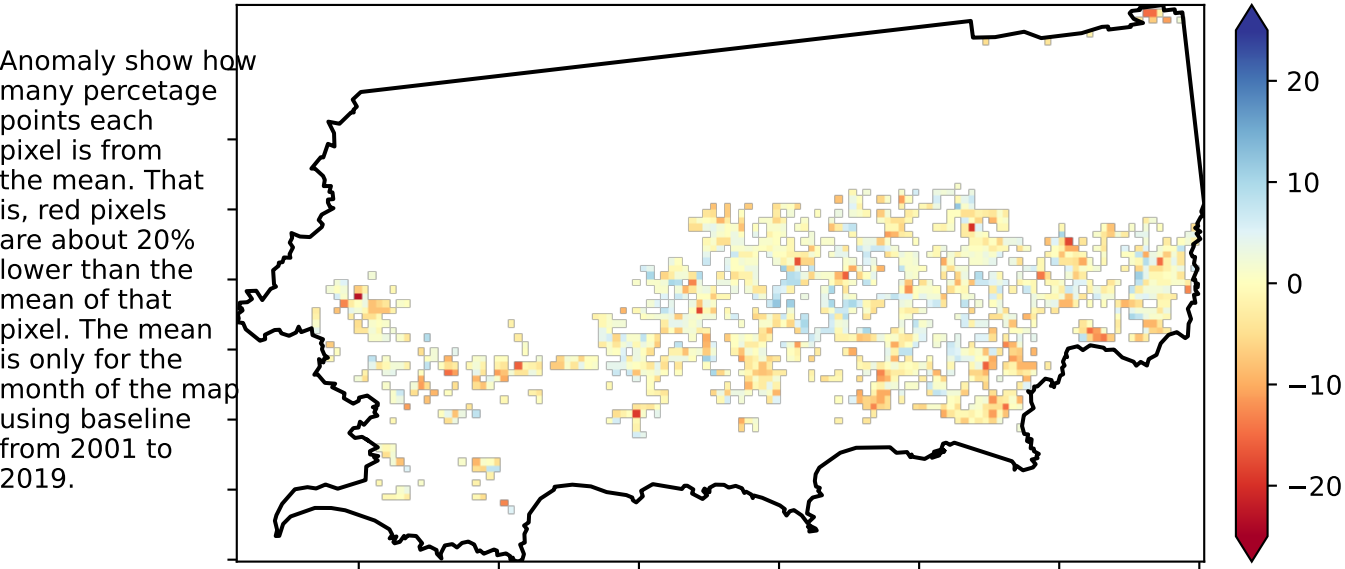 Anomaly show how
many percetage
points each
pixel is from
the mean. That
is, red pixels
are about 20%
lower than the
mean of that
pixel. The mean
is only for the
month of the map
using baseline
from 2001 to
2019.
20
10
0
−10
−20